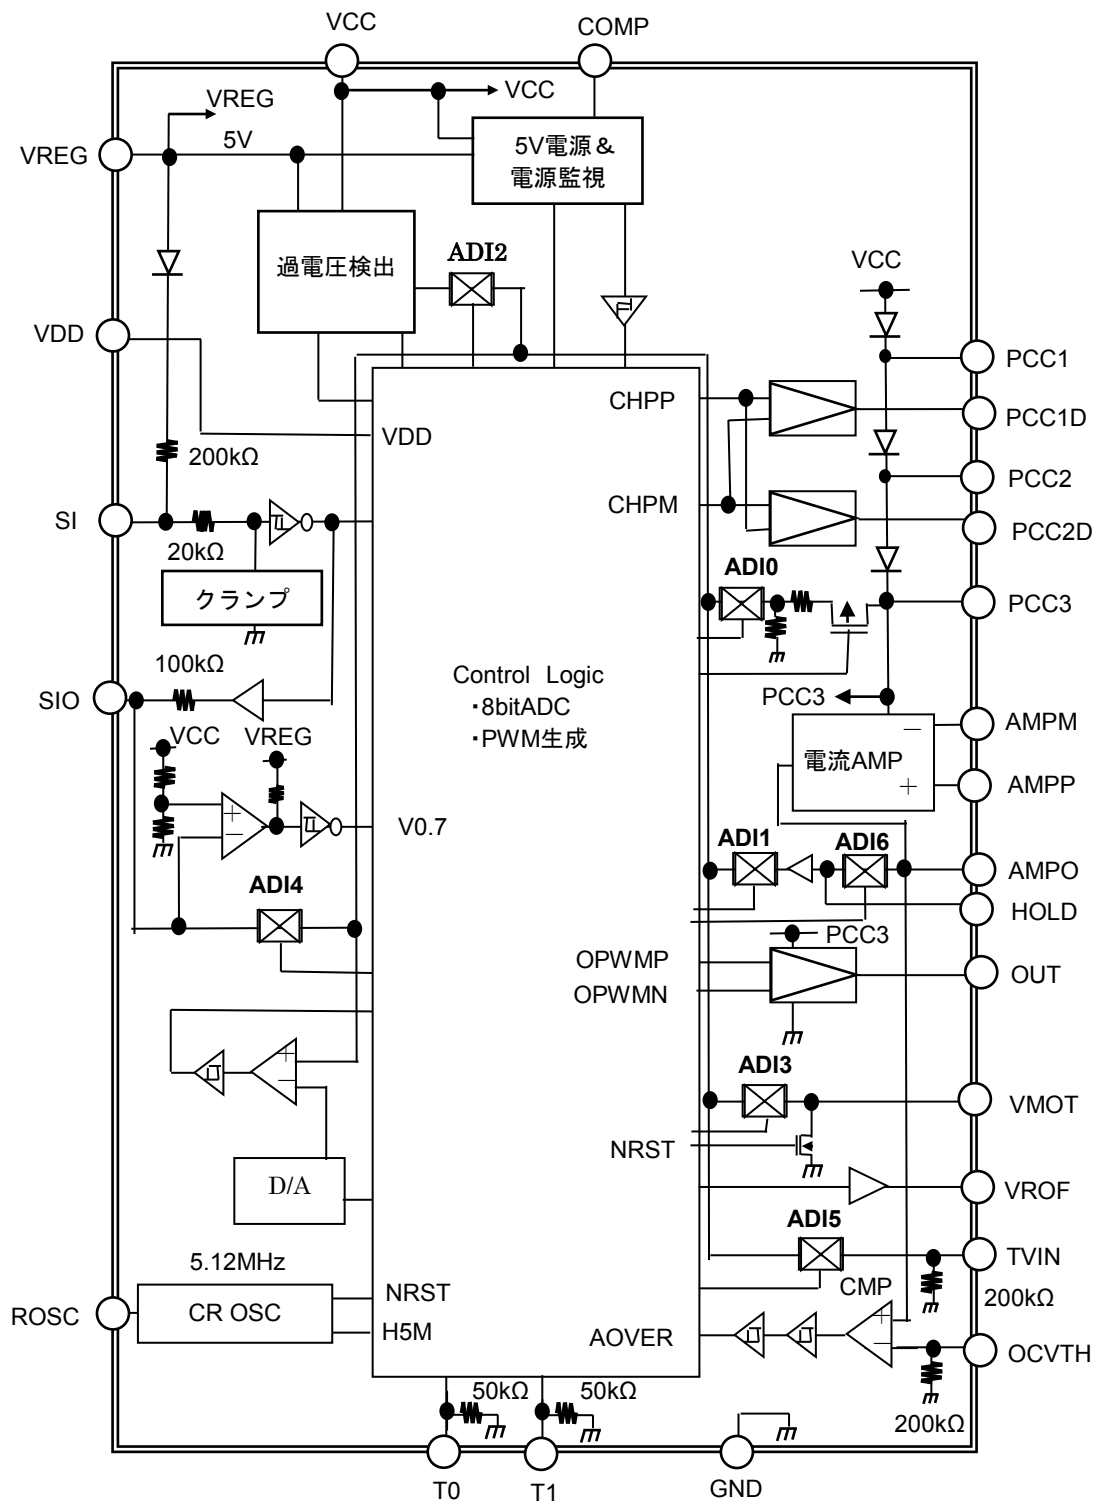 VCC
COMP
VREG
VCC
VREG
5V
5V電源＆
電源監視
過電圧検出
ADI2
VCC
VDD
PCC1
CHPP
PCC1D
VDD
200kΩ
PCC2
SI
CHPM
PCC2D
20kΩ
ADI0
クランプ
PCC3
100kΩ
Control Logic
・8bitADC
・PWM生成
SIO
PCC3
VCC
VREG
AMPM
−
電流AMP
+
AMPP
+
−
V0.7
ADI1
ADI6
AMPO
ADI4
HOLD
PCC3
OPWMP
OPWMN
OUT
+
−
ADI3
VMOT
NRST
D/A
VROF
ADI5
5.12MHz
TVIN
CMP
200kΩ
NRST
ROSC
CR OSC
H5M
AOVER
+
−
OCVTH
50kΩ
50kΩ
200kΩ
T0
T1
GND